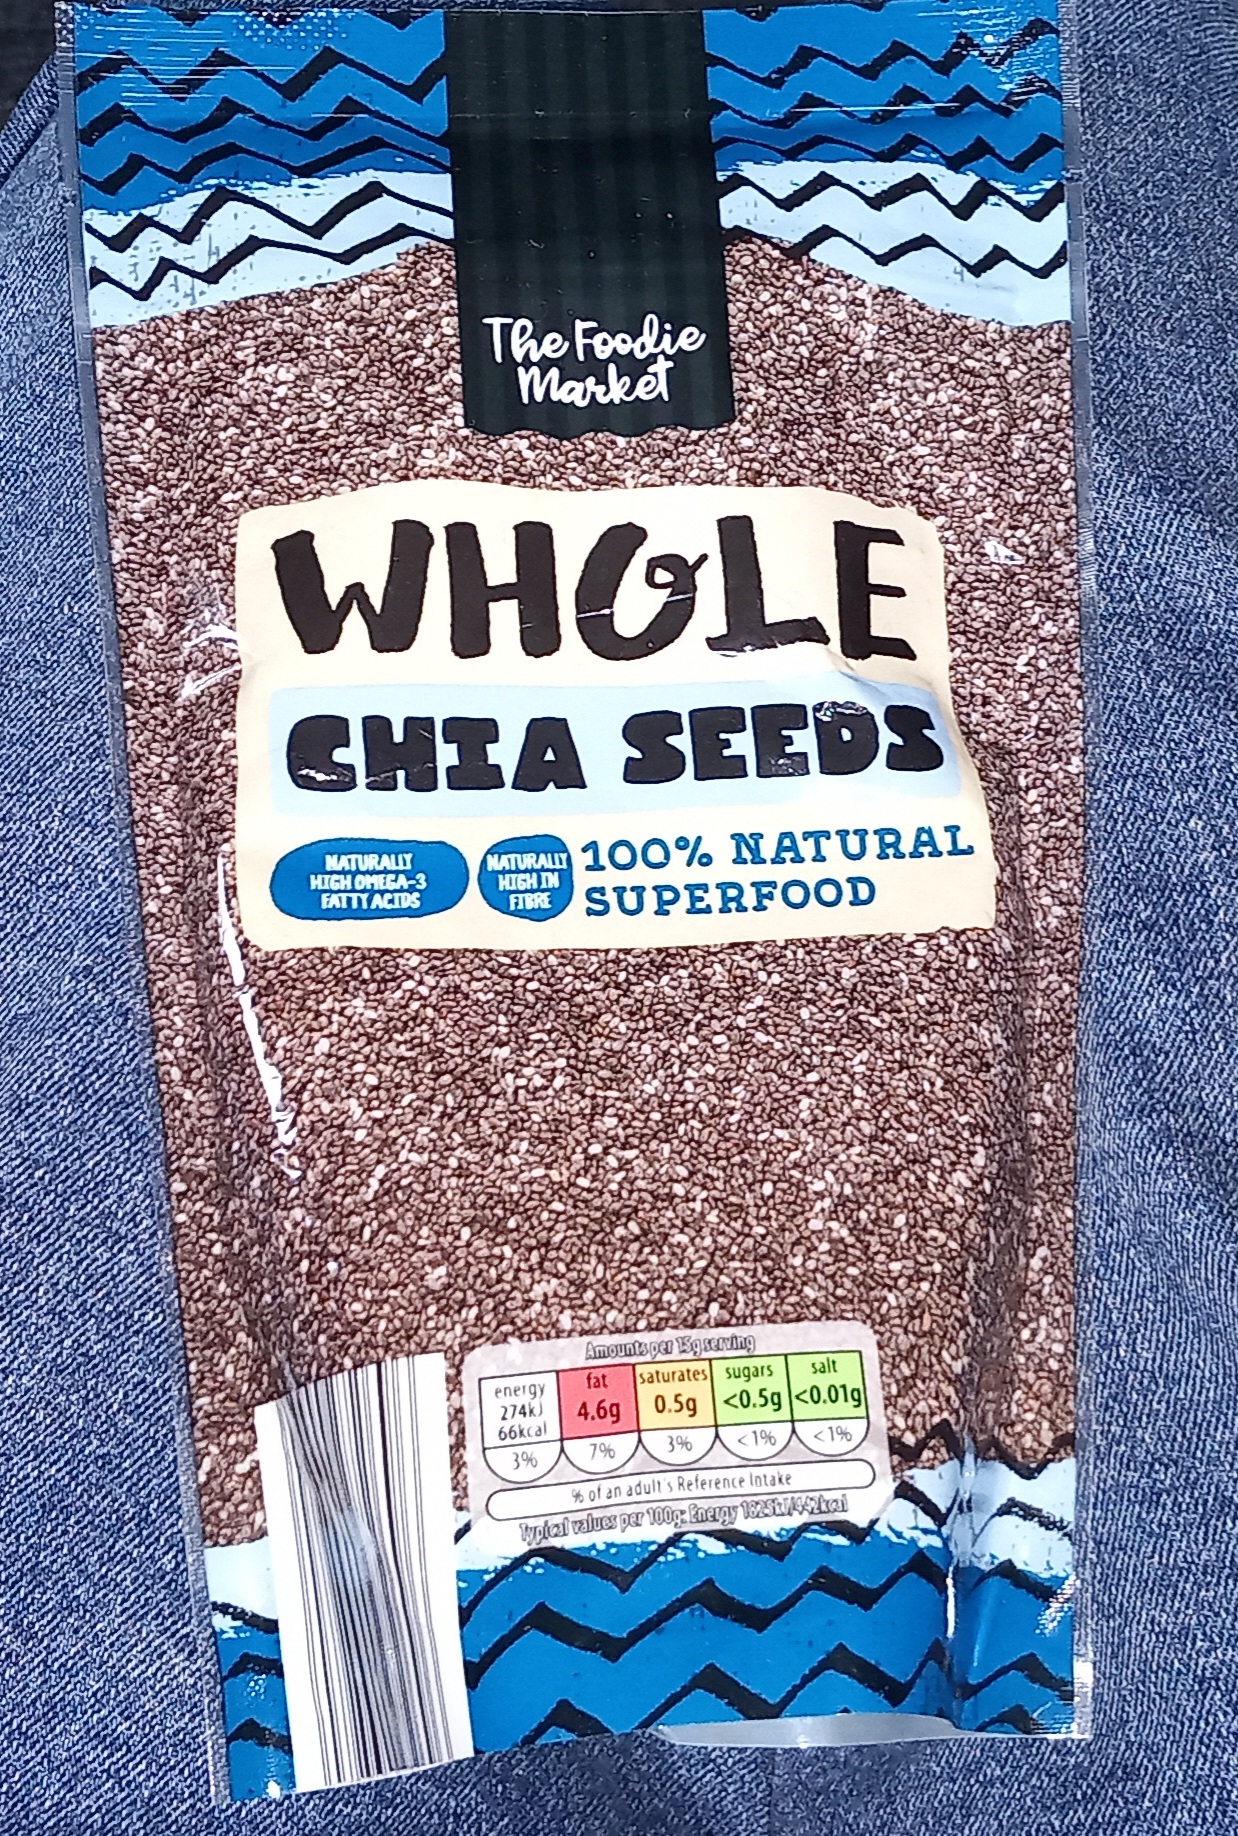 The Foodie
Market
WHOLE
CHIA SEEDS
NATURALLY
HIGH OMEGA-3
FATTY ACIDS
NATURALLY
HIGH IN
FIBRE
100% NATURAL
SUPERFOOD
Amounts per 15g serving
energy
274kJ
66kcal
3%
fat
4.6g
7%
saturates
0.5g
3%
sugars
<0.5g
<1%
salt
<0.01g
<1%
% of an adult's Reference Intake
Typical values per 100g: Energy 1825kJ/442kcal